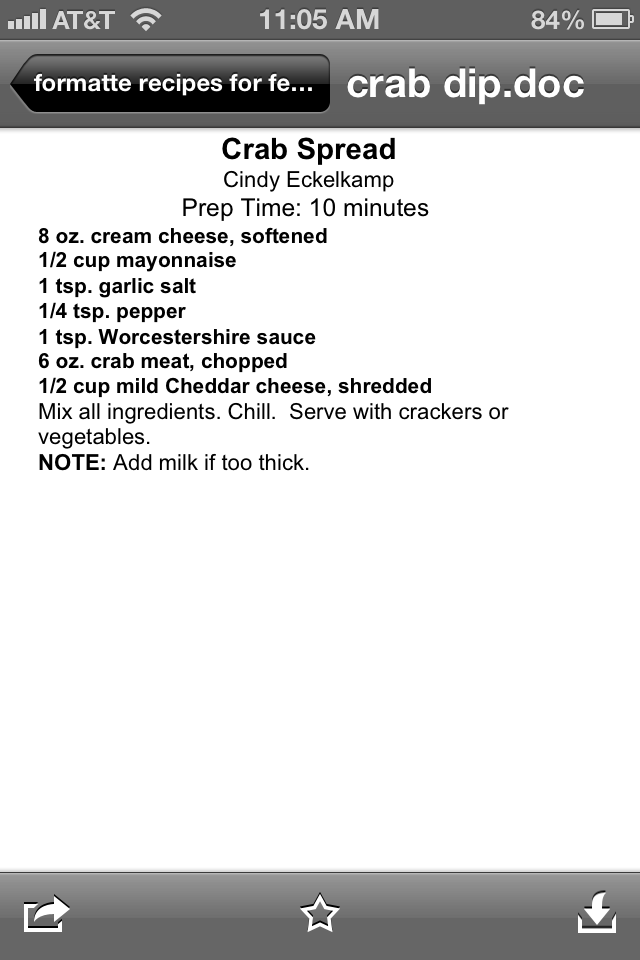 AT&T 11:05 AM 84%
formatte recipes for fe... crab dip.doc
Crab Spread
Cindy Eckelkamp
Prep Time: 10 minutes
8 oz. cream cheese, softened
1/2 cup mayonnaise
1 tsp. garlic salt
1/4 tsp. pepper
1 tsp. Worcestershire sauce
6 oz. crab meat, chopped
1/2 cup mild Cheddar cheese, shredded
Mix all ingredients. Chill.  Serve with crackers or
vegetables.
NOTE: Add milk if too thick.